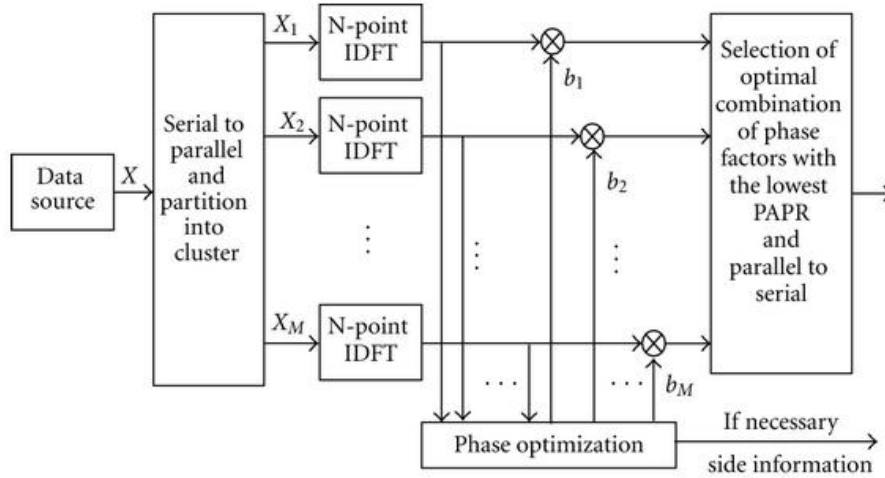 Data
source
X
Serial to
parallel
and
partition
into
cluster
X1
N-point
IDFT
X2
N-point
IDFT
XM
N-point
IDFT
b1
b2
bM
Phase optimization
Selection of
optimal
combination
of phase
factors with
the lowest
PAPR
and
parallel to
serial
If necessary
side information